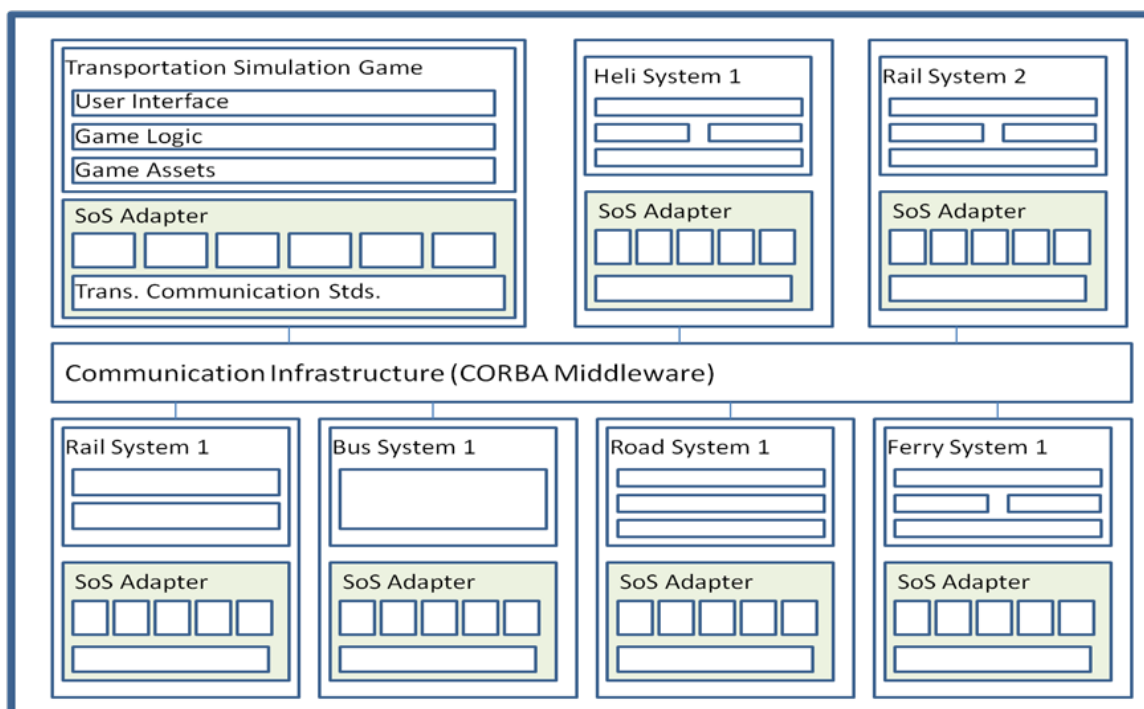 Transportation Simulation Game
User Interface
Game Logic
Game Assets
SoS Adapter
Trans. Communication Stds.
Heli System 1
SoS Adapter
Rail System 2
SoS Adapter
Communication Infrastructure (CORBA Middleware)
Rail System 1
SoS Adapter
Bus System 1
SoS Adapter
Road System 1
SoS Adapter
Ferry System 1
SoS Adapter